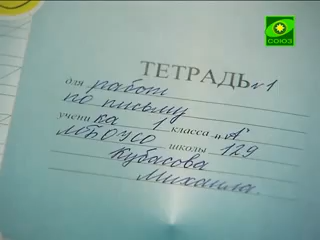 СОЮЗ
ТЕТРАДЬ №1
для работ
по письму
ученика 1 класса „А"
МБОУСО школы 129
Кубасова
Михаила.